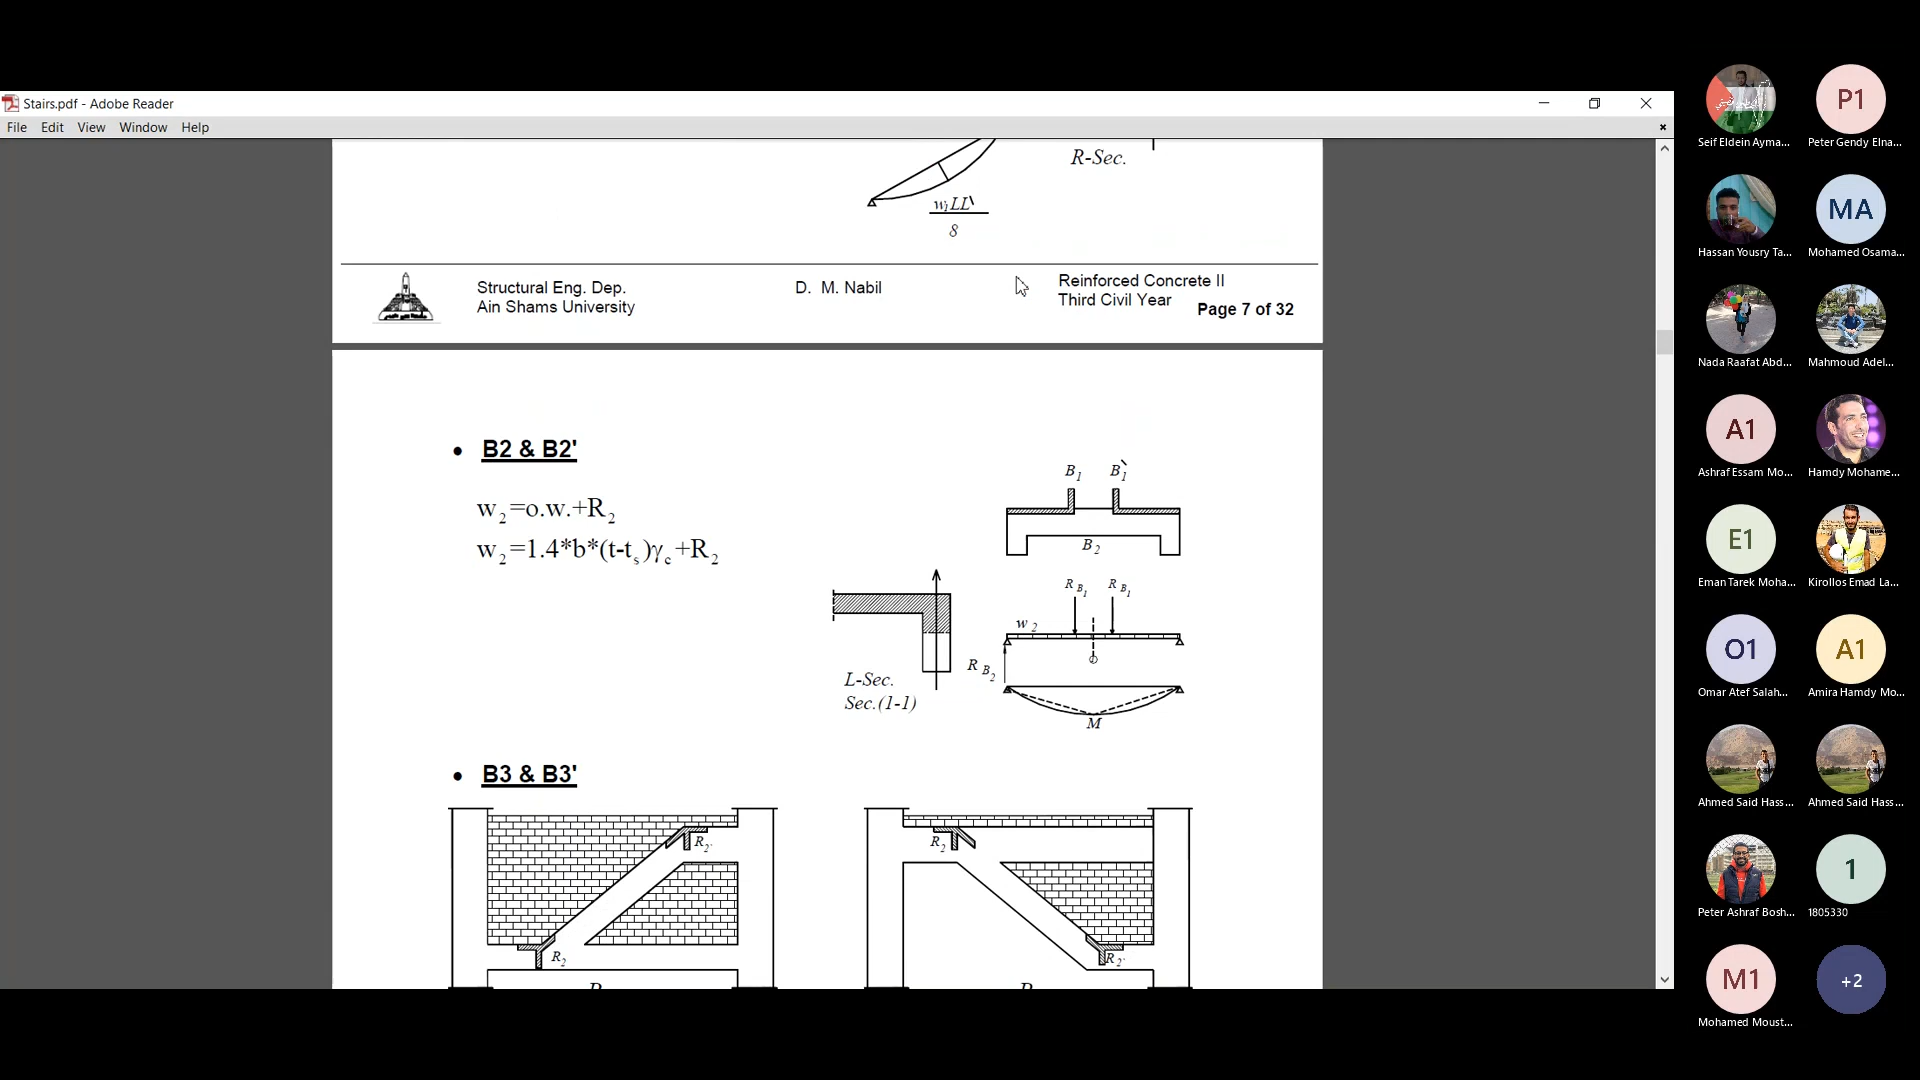 Stairs.pdf - Adobe Reader
File Edit View Window Help
R-Sec.
w₁LL'
8
Structural Eng. Dep.
Ain Shams University
D. M. Nabil
Reinforced Concrete II
Third Civil Year
Page 7 of 32
• B2 & B2'
w₂=o.w.+R₂
w₂=1.4*b*(t-tₛ)γ꜀+R₂
B₁ B₁'
B₂
R B₁ R B₁
w₂
R B₂
M
L-Sec.
Sec.(1-1)
• B3 & B3'
R₂'
R₂
R₂
R₂'
Seif Eldein Ayma...
P1
Peter Gendy Elna...
Hassan Yousry Ta...
MA
Mohamed Osama...
Nada Raafat Abd...
Mahmoud Adel...
A1
Ashraf Essam Mo...
Hamdy Mohame...
E1
Eman Tarek Moha...
Kirollos Emad La...
O1
Omar Atef Salah...
A1
Amira Hamdy Mo...
Ahmed Said Hass...
Ahmed Said Hass...
Peter Ashraf Bosh...
1
1805330
M1
Mohamed Moust...
+2